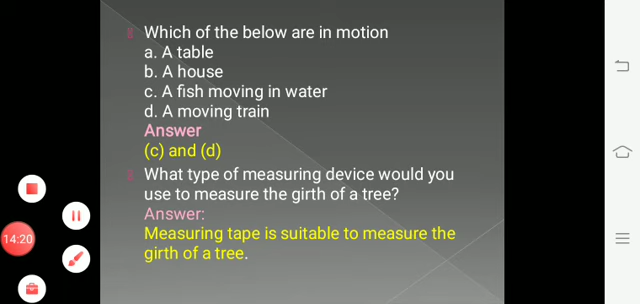 Which of the below are in motion
a. A table
b. A house
c. A fish moving in water
d. A moving train
Answer
(c) and (d)
What type of measuring device would you
use to measure the girth of a tree?
Answer:
Measuring tape is suitable to measure the
girth of a tree.
14:20